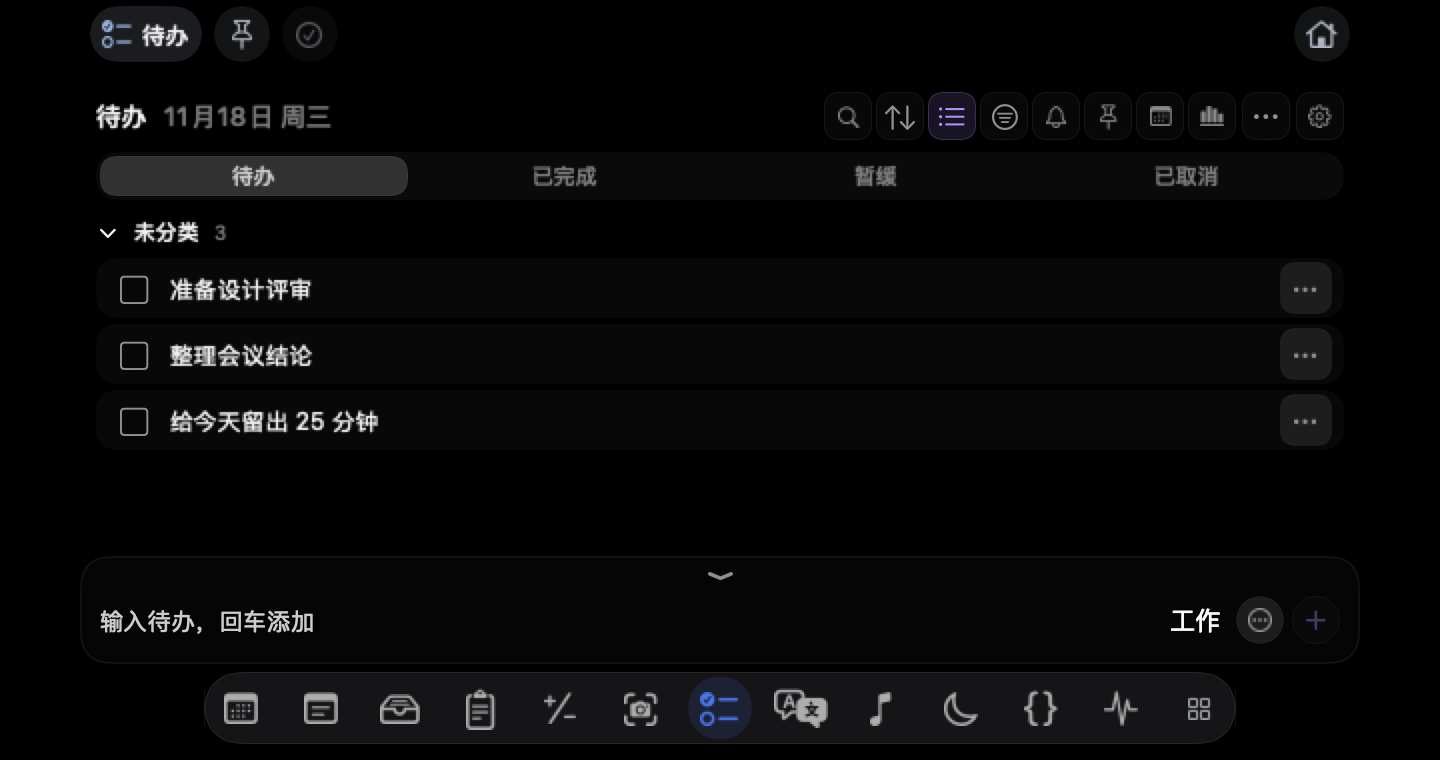 待办
待办 11月18日 周三
待办 已完成 暂缓 已取消
未分类 3
准备设计评审
整理会议结论
给今天留出 25 分钟
输入待办，回车添加 工作
A 文